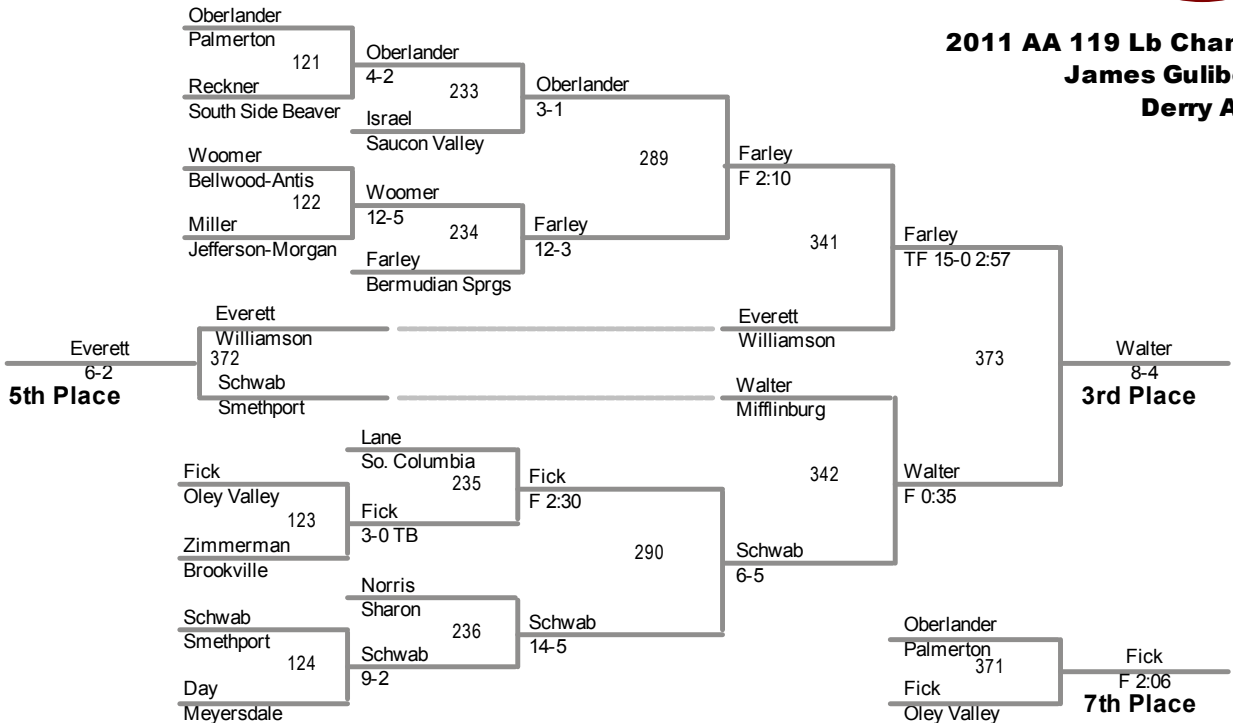 2011 AA 119 Lb
James
Derry
Oberlander
Palmerton
121
Reckner
South Side Beaver
Oberlander
4-2
233
Israel
Saucon Valley
Oberlander
3-1
Woomer
Bellwood-Antis
122
Miller
Jefferson-Morgan
Woomer
12-5
234
Farley
Bermudian Sprgs
Farley
12-3
289
Farley
F 2:10
341
Everett
Williamson
Farley
TF 15-0 2:57
Everett
Williamson
372
Schwab
Smethport
Everett
6-2
5th Place
Walter
Mifflinburg
373
Walter
8-4
3rd Place
Lane
So. Columbia
235
Fick
Oley Valley
123
Zimmerman
Brookville
Fick
3-0 TB
Fick
F 2:30
342
Walter
F 0:35
290
Schwab
6-5
Norris
Sharon
236
Schwab
Smethport
124
Day
Meyersdale
Schwab
9-2
Schwab
14-5
Oberlander
Palmerton
371
Fick
Oley Valley
Fick
F 2:06
7th Place